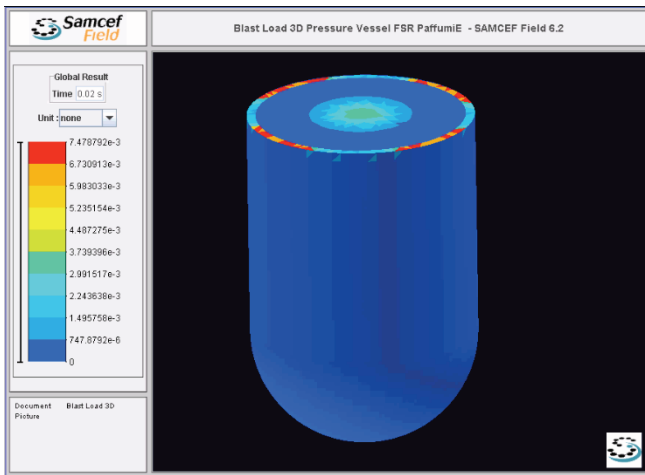 Samcef
Field
Blast Load 3D Pressure Vessel FSR PaffumiE - SAMCEF Field 6.2
Global Result
Time 0.02 s
Unit : none
7.478792e-3
6.730913e-3
5.983033e-3
5.235154e-3
4.487275e-3
3.739396e-3
2.991517e-3
2.243638e-3
1.495758e-3
747.8792e-6
0
Document Blast Load 3D
Picture